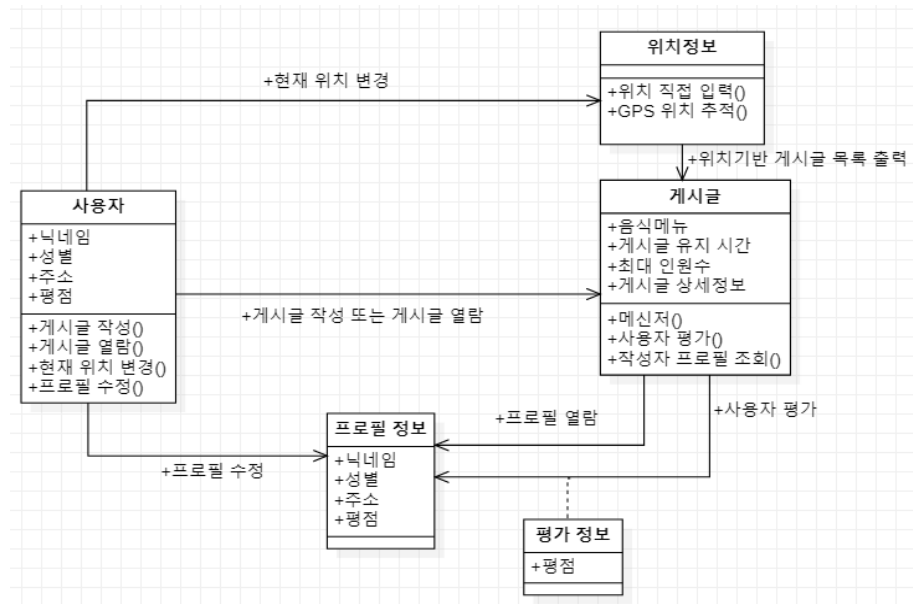 위치정보
+위치 직접 입력()
+GPS 위치 추적()
+현재 위치 변경
+위치기반 게시글 목록 출력
사용자
+닉네임
+성별
+주소
+평점
+게시글 작성()
+게시글 열람()
+현재 위치 변경()
+프로필 수정()
+게시글 작성 또는 게시글 열람
게시글
+음식메뉴
+게시글 유지 시간
+최대 인원수
+게시글 상세정보
+메신저()
+사용자 평가()
+작성자 프로필 조회()
+프로필 열람
+사용자 평가
+프로필 수정
프로필 정보
+닉네임
+성별
+주소
+평점
평가 정보
+평점